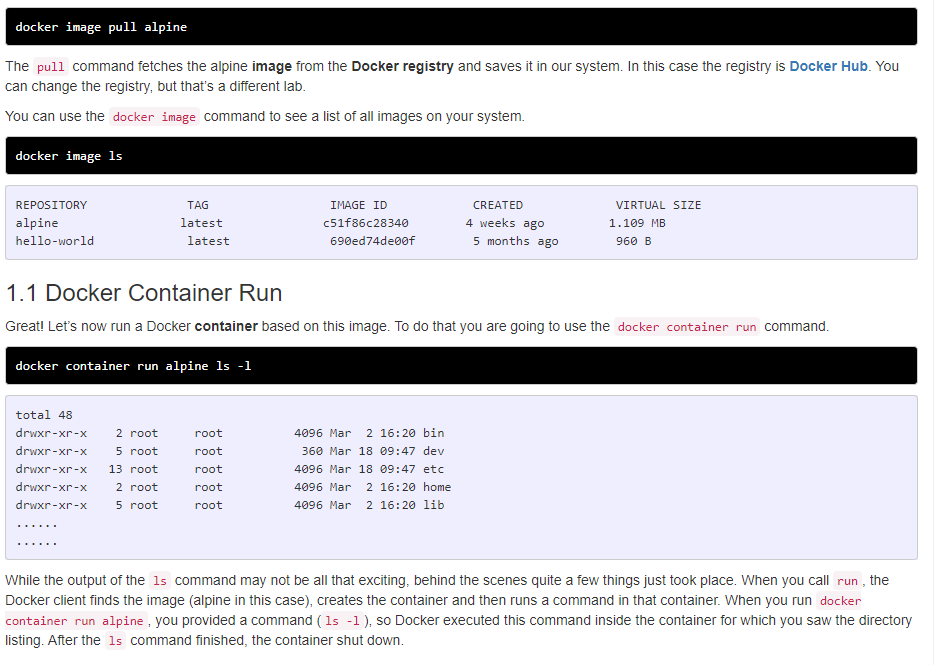 docker image pull alpine
The pull command fetches the alpine image from the Docker registry and saves it in our system. In this case the registry is Docker Hub. You
can change the registry, but that's a different lab.
You can use the docker image command to see a list of all images on your system.
docker image ls
REPOSITORY              TAG                 IMAGE ID            CREATED             VIRTUAL SIZE
alpine                 latest              c51f86c28340        4 weeks ago         1.109 MB
hello-world             latest              690ed74de00f        5 months ago        960 B
1.1 Docker Container Run
Great! Let's now run a Docker container based on this image. To do that you are going to use the docker container run command.
docker container run alpine ls -l
total 48
drwxr-xr-x    2 root     root          4096 Mar  2 16:20 bin
drwxr-xr-x    5 root     root           360 Mar 18 09:47 dev
drwxr-xr-x   13 root     root          4096 Mar 18 09:47 etc
drwxr-xr-x    2 root     root          4096 Mar  2 16:20 home
drwxr-xr-x    5 root     root          4096 Mar  2 16:20 lib
......
......
While the output of the ls command may not be all that exciting, behind the scenes quite a few things just took place. When you call run, the
Docker client finds the image (alpine in this case), creates the container and then runs a command in that container. When you run docker
container run alpine, you provided a command (ls -l), so Docker executed this command inside the container for which you saw the directory
listing. After the ls command finished, the container shut down.